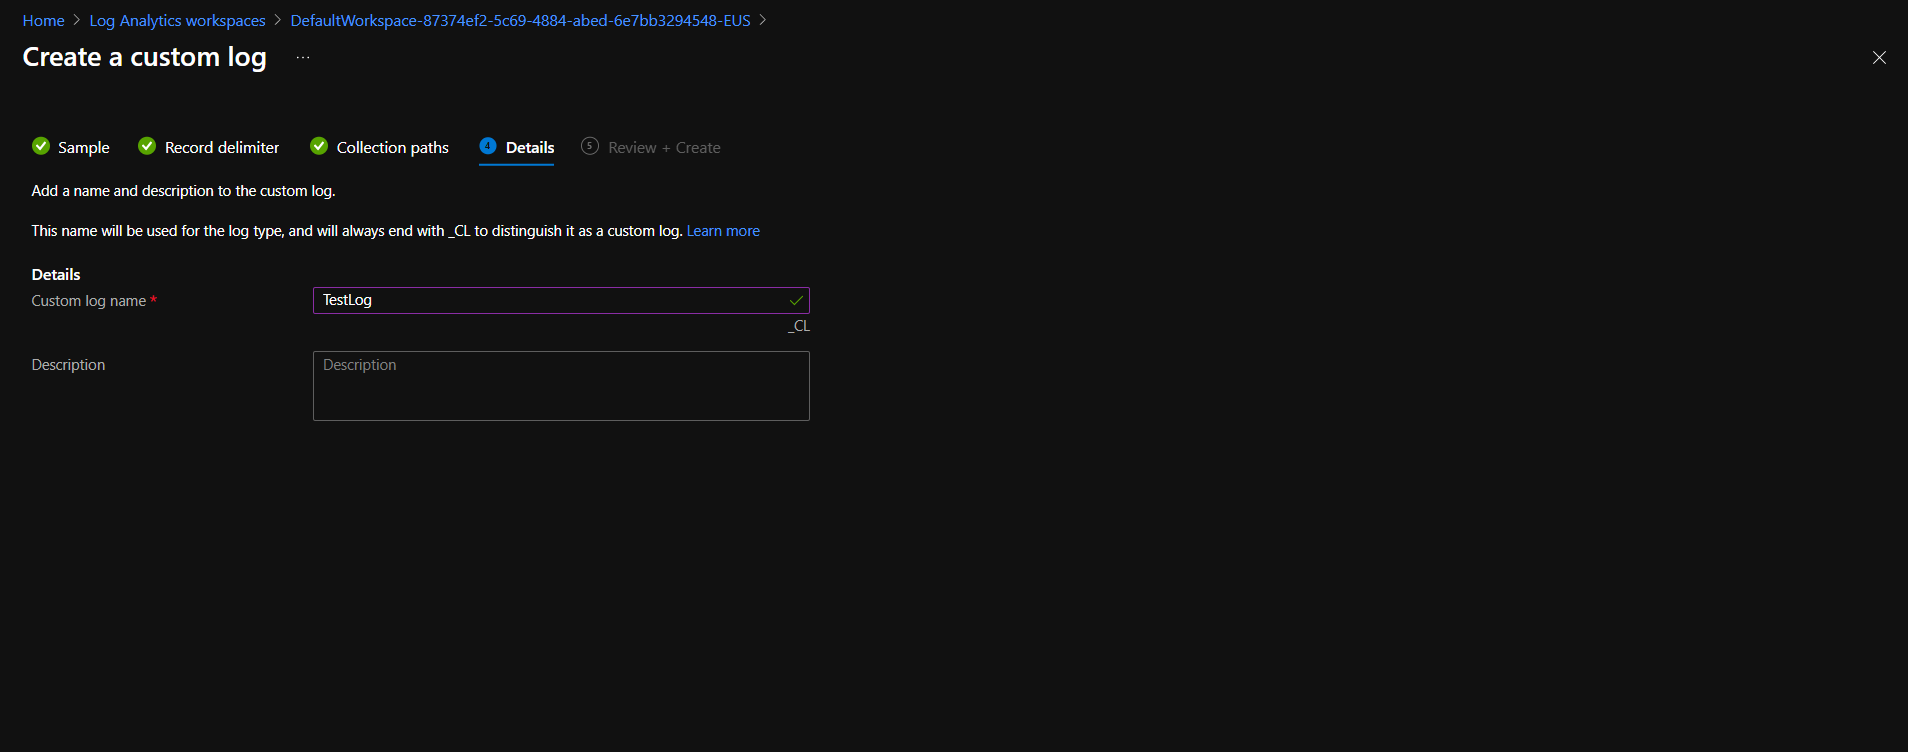 Home > Log Analytics workspaces > DefaultWorkspace-87374ef2-5c69-4884-abed-6e7bb3294548-EUS >
Create a custom log ...
Sample Record delimiter Collection paths 4 Details 5 Review + Create
Add a name and description to the custom log.
This name will be used for the log type, and will always end with _CL to distinguish it as a custom log. Learn more
Details
Custom log name * TestLog
_CL
Description Description